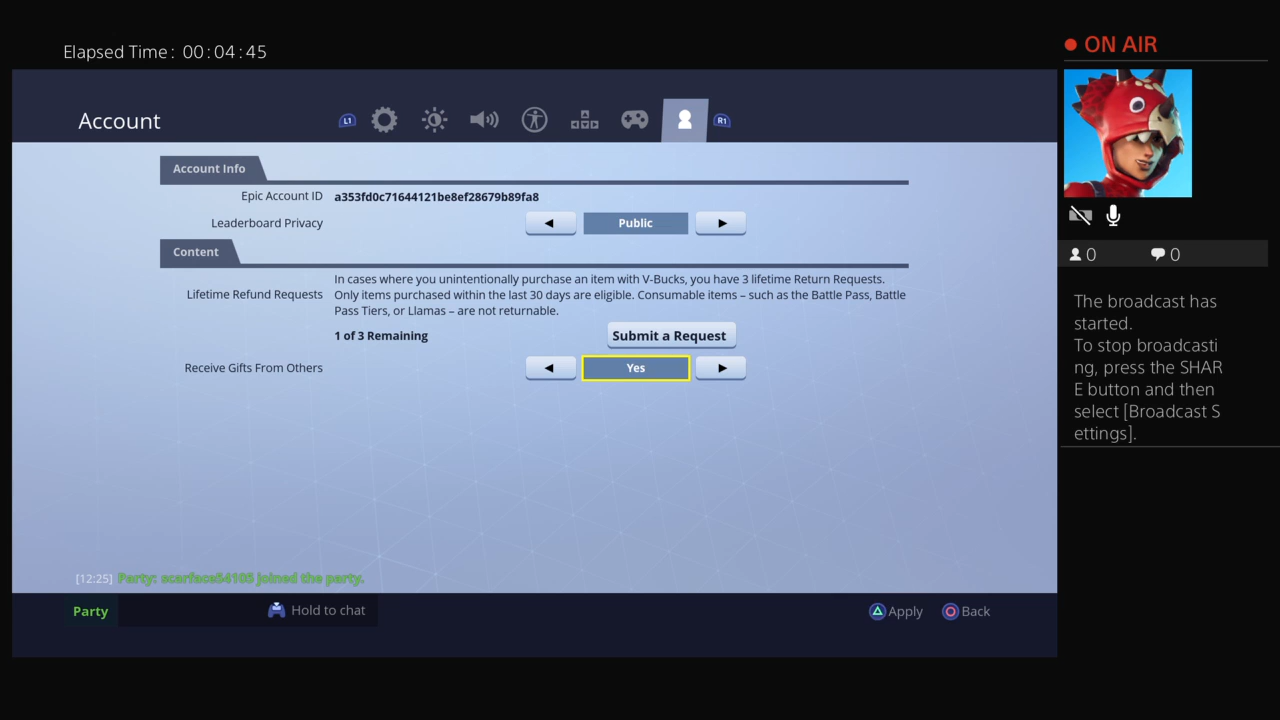 Elapsed Time: 00:04:45
ON AIR
Account
L1
R1
Account Info
Epic Account ID a353fd0c71644121be8ef28679b89fa8
Leaderboard Privacy Public
Content
In cases where you unintentionally purchase an item with V-Bucks, you have 3 lifetime Return Requests.
Lifetime Refund Requests Only items purchased within the last 30 days are eligible. Consumable items – such as the Battle Pass, Battle
Pass Tiers, or Llamas – are not returnable.
1 of 3 Remaining Submit a Request
Receive Gifts From Others Yes
[12:25] Party: scarface64105 joined the party.
Party Hold to chat
Apply Back
0 0
The broadcast has
started.
To stop broadcasti
ng, press the SHAR
E button and then
select [Broadcast S
ettings].